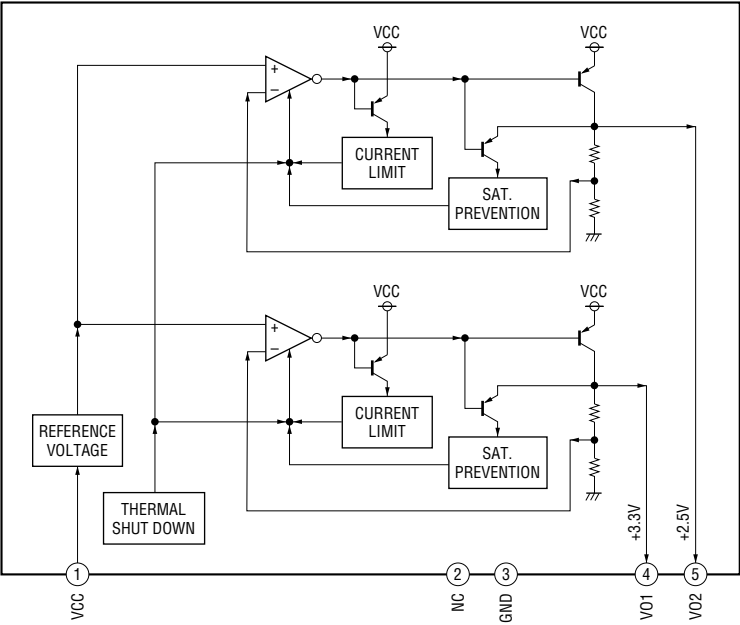 VCC
VCC
+
−
CURRENT
LIMIT
SAT.
PREVENTION
VCC
VCC
+
−
CURRENT
LIMIT
REFERENCE
VOLTAGE
SAT.
PREVENTION
THERMAL
SHUT DOWN
+3.3V
+2.5V
1
2
3
4
5
VCC
NC
GND
VO1
VO2